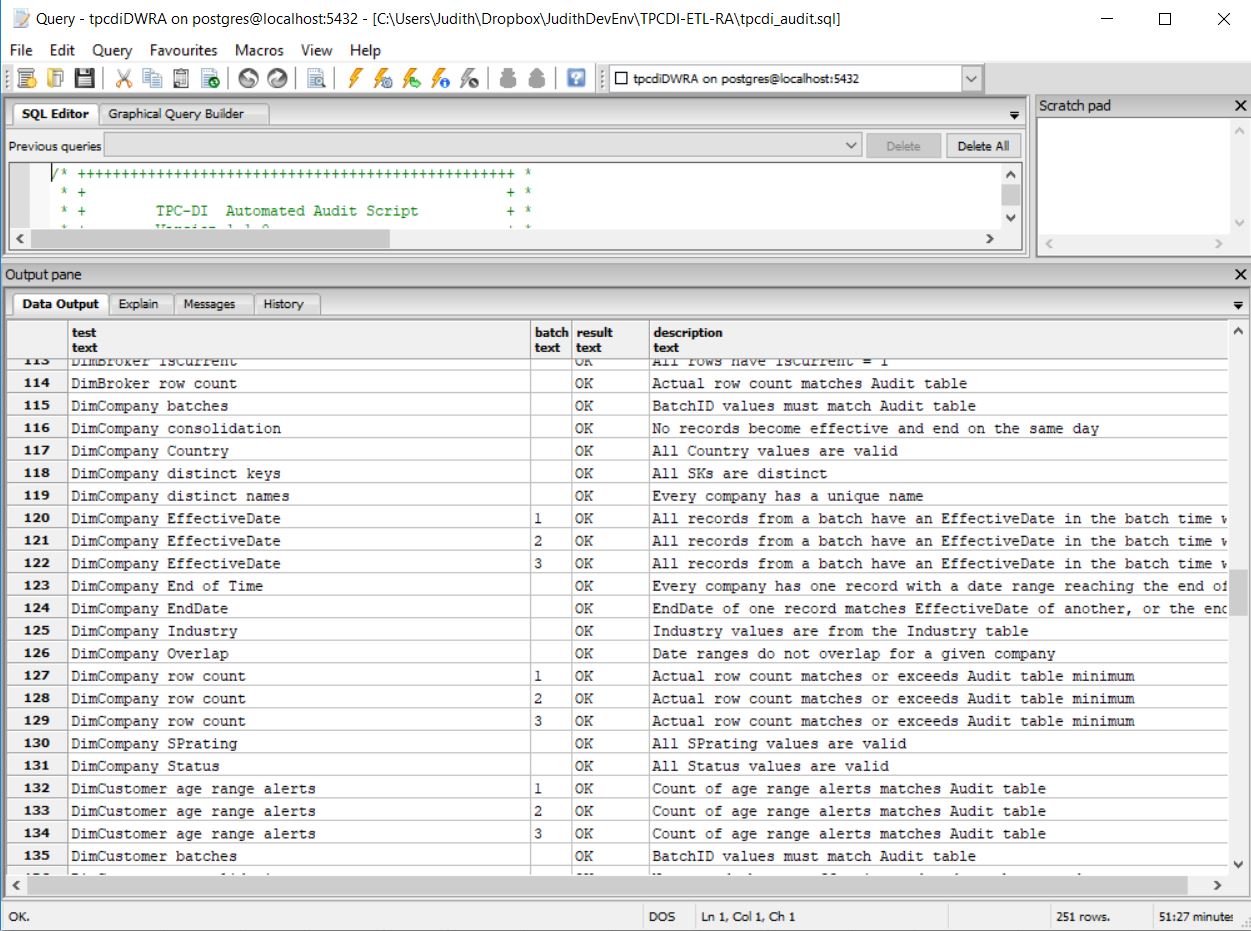 Query - tpcdiDWRA on postgres@localhost:5432 - [C:\Users\Judith\Dropbox\JudithDevEnv\TPCDI-ETL-RA\tpcdi_audit.sql]
File Edit Query Favourites Macros View Help
tpcdiDWRA on postgres@localhost:5432
SQL Editor Graphical Query Builder
Scratch pad
Previous queries Delete Delete All
/* ++++++++++++++++++++++++++++++++++++++++++++++++++ *
* + + *
* + TPC-DI Automated Audit Script + *
Output pane
Data Output Explain Messages History
test batch result description
text text text text
113 DimBroker IsCurrent OK All rows have IsCurrent = 1
114 DimBroker row count OK Actual row count matches Audit table
115 DimCompany batches OK BatchID values must match Audit table
116 DimCompany consolidation OK No records become effective and end on the same day
117 DimCompany Country OK All Country values are valid
118 DimCompany distinct keys OK All SKs are distinct
119 DimCompany distinct names OK Every company has a unique name
120 DimCompany EffectiveDate 1 OK All records from a batch have an EffectiveDate in the batch time
121 DimCompany EffectiveDate 2 OK All records from a batch have an EffectiveDate in the batch time
122 DimCompany EffectiveDate 3 OK All records from a batch have an EffectiveDate in the batch time
123 DimCompany End of Time OK Every company has one record with a date range reaching the end of
124 DimCompany EndDate OK EndDate of one record matches EffectiveDate of another, or the end
125 DimCompany Industry OK Industry values are from the Industry table
126 DimCompany Overlap OK Date ranges do not overlap for a given company
127 DimCompany row count 1 OK Actual row count matches or exceeds Audit table minimum
128 DimCompany row count 2 OK Actual row count matches or exceeds Audit table minimum
129 DimCompany row count 3 OK Actual row count matches or exceeds Audit table minimum
130 DimCompany SPrating OK All SPrating values are valid
131 DimCompany Status OK All Status values are valid
132 DimCustomer age range alerts 1 OK Count of age range alerts matches Audit table
133 DimCustomer age range alerts 2 OK Count of age range alerts matches Audit table
134 DimCustomer age range alerts 3 OK Count of age range alerts matches Audit table
135 DimCustomer batches OK BatchID values must match Audit table
OK. DOS Ln 1, Col 1, Ch 1 251 rows. 51:27 minutes